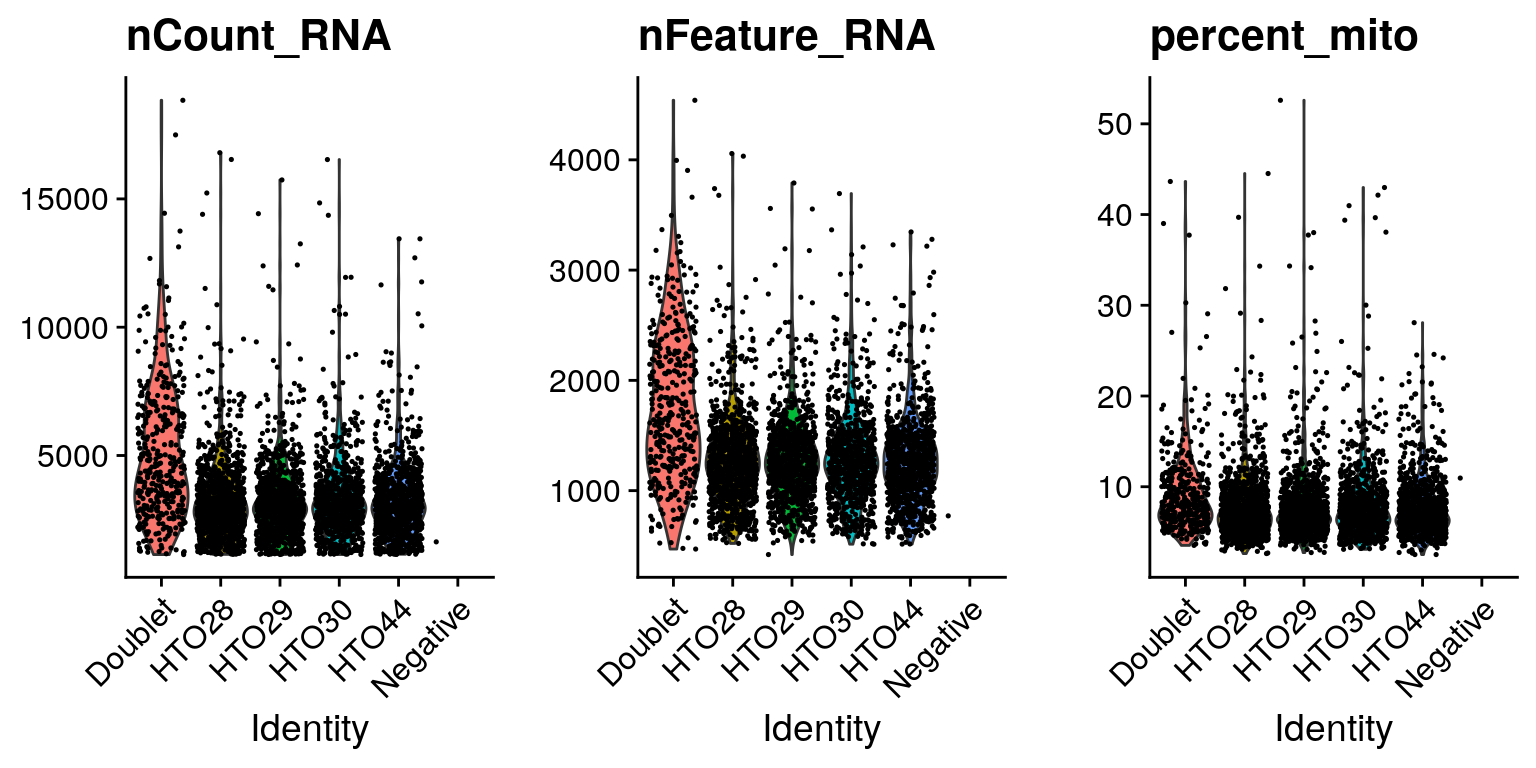 nCount_RNA
15000
10000
5000
Doublet
HTO28
HTO29
HTO30
HTO44
Negative
Identity
nFeature_RNA
4000
3000
2000
1000
Doublet
HTO28
HTO29
HTO30
HTO44
Negative
Identity
percent_mito
50
40
30
20
10
Doublet
HTO28
HTO29
HTO30
HTO44
Negative
Identity